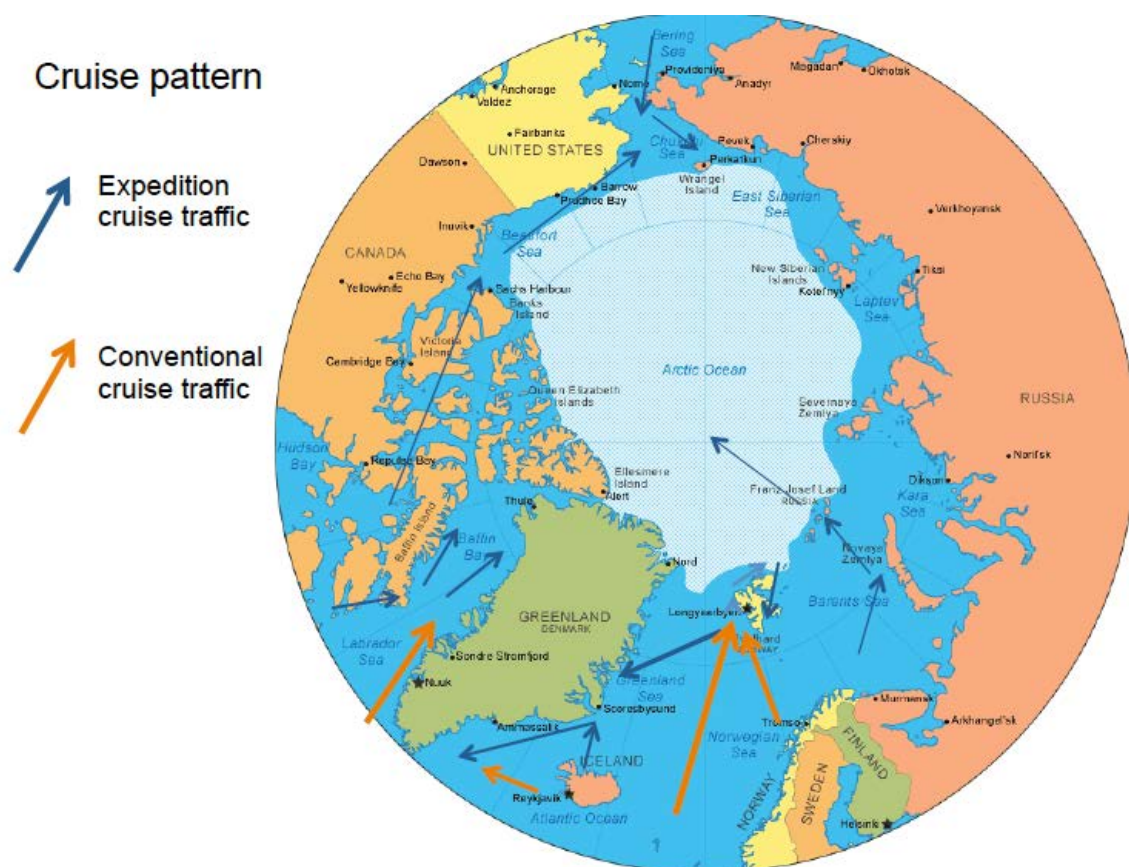 Cruise pattern
Expedition
cruise traffic
Conventional
cruise traffic
Bering
Sea
Provideniya
Magadan
Okhotsk
Anadyr
Nome
Anchorage
Valdez
Fairbanks
UNITED STATES
Dawson
Chukchi
Sea
Pevek
Cherskiy
Perkatkun
Wrangel
Island
Barrow
Prudhoe Bay
East Siberian
Sea
Verkhoyansk
Inuvik
Beaufort
Sea
CANADA
Echo Bay
Yellowknife
Sachs Harbour
Banks
Island
New Siberian
Islands
Kotel'nyy
Tiksi
Laptev
Sea
Victoria
Island
Cambridge Bay
Arctic Ocean
Queen Elizabeth
Islands
Severnaya
Zemlya
RUSSIA
Hudson
Bay
Repulse Bay
Noril'sk
Ellesmere
Island
Alert
Franz Josef Land
RUSSIA
Dikson
Kara
Sea
Thule
Baffin Island
Baffin
Bay
Novaya
Zemlya
Nord
Longyearbyen
Barents Sea
GREENLAND
DENMARK
Svalbard
NORWAY
Labrador
Sea
Sondre Stromfjord
Nuuk
Greenland
Sea
Scoresbysund
Murmansk
Arkhangel'sk
Ammassalik
Tromso
Norwegian
Sea
ICELAND
Reykjavik
Atlantic Ocean
NORWAY
SWEDEN
FINLAND
Helsinki